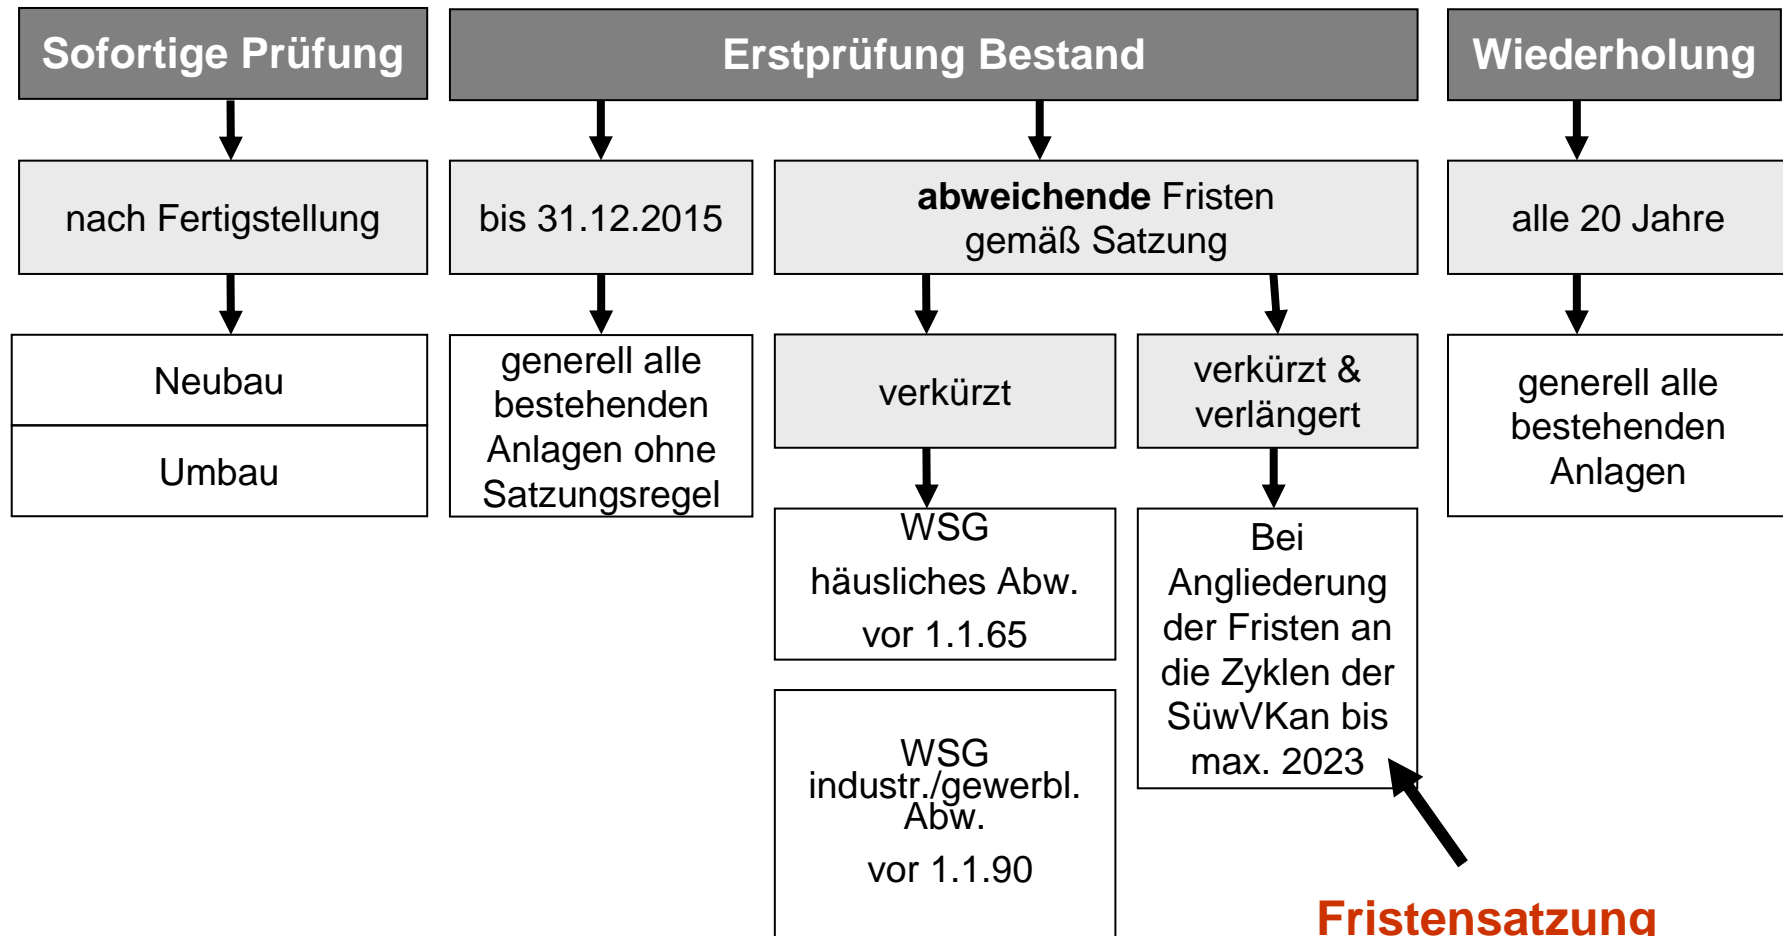 Sofortige Prüfung
Erstprüfung Bestand
Wiederholung
nach Fertigstellung
bis 31.12.2015
abweichende Fristen
gemäß Satzung
alle 20 Jahre
Neubau
Umbau
generell alle
bestehenden
Anlagen ohne
Satzungsregel
verkürzt
verkürzt &
verlängert
generell alle
bestehenden
Anlagen
WSG
häusliches Abw.
vor 1.1.65
Bei
Angliederung
der Fristen an
die Zyklen der
SüwVKan bis
max. 2023
WSG
industr./gewerbl.
Abw.
vor 1.1.90
Fristensatzung